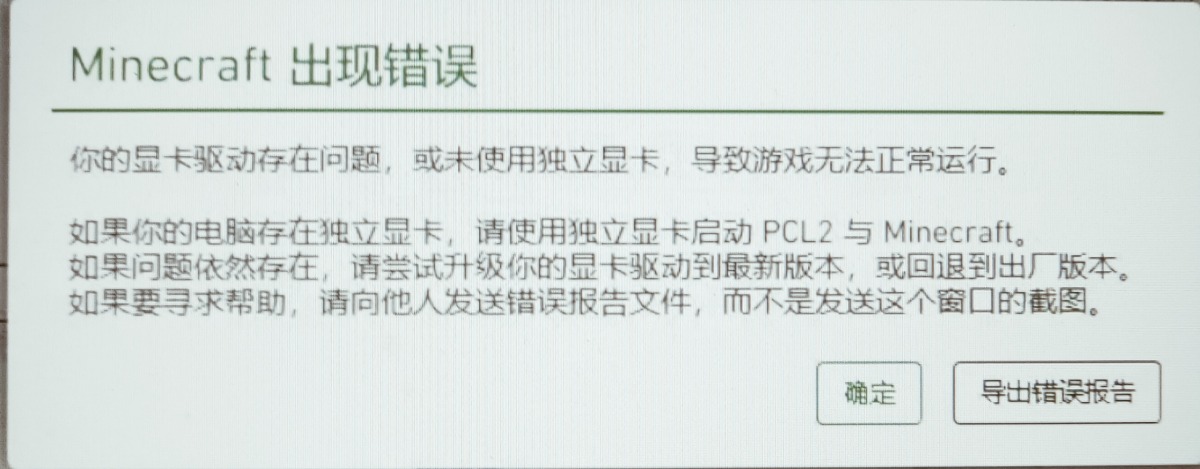 Minecraft 出现错误
你的显卡驱动存在问题，或未使用独立显卡，导致游戏无法正常运行。
如果你的电脑存在独立显卡，请使用独立显卡启动 PCL2 与 Minecraft。
如果问题依然存在，请尝试升级你的显卡驱动到最新版本，或回退到出厂版本。
如果要寻求帮助，请向他人发送错误报告文件，而不是发送这个窗口的截图。
确定
导出错误报告